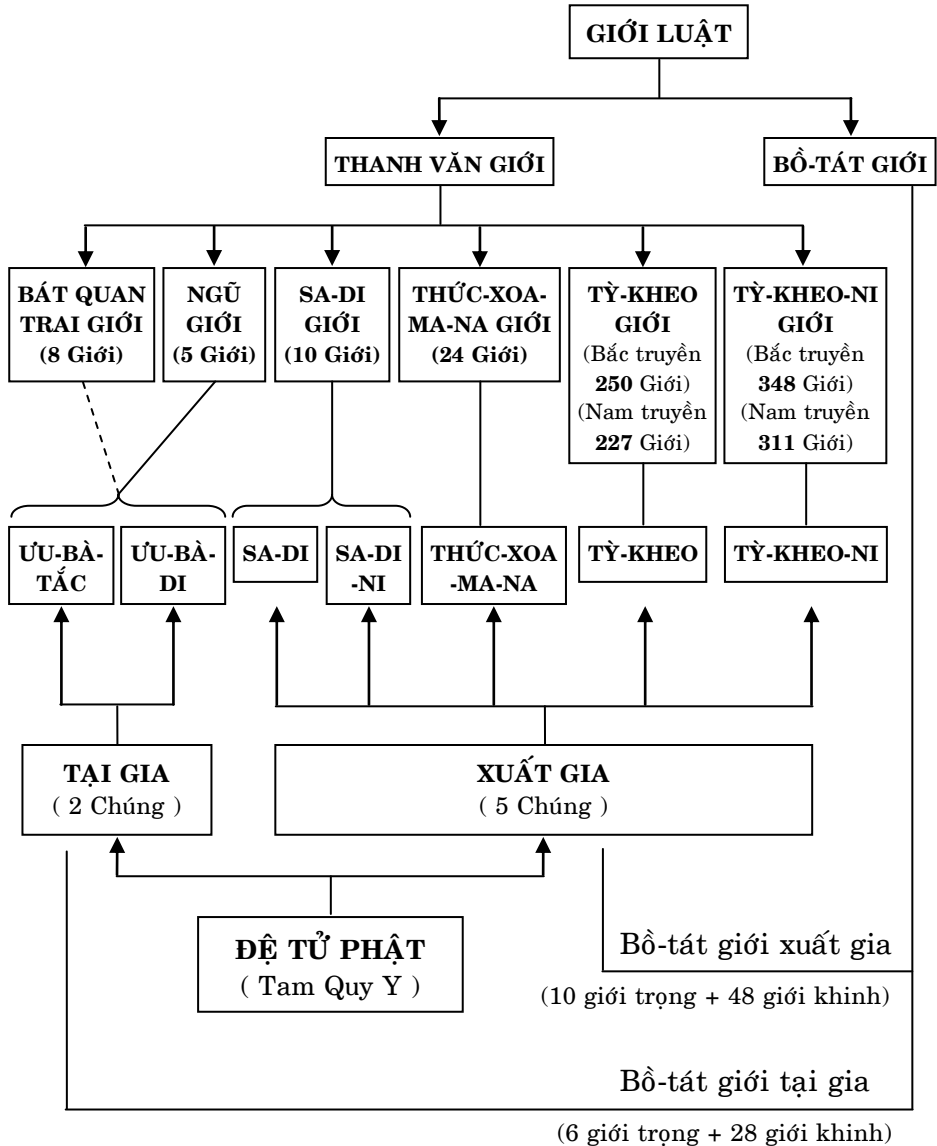 GIỚI LUẬT
THANH VĂN GIỚI
BỒ-TÁT GIỚI
BÁT QUAN
TRAI GIỚI
(8 Giới)
NGŨ
GIỚI
(5 Giới)
SA-DI
GIỚI
(10 Giới)
THỨC-XOA-
MA-NA GIỚI
(24 Giới)
TỲ-KHEO
GIỚI
(Bắc truyền
250 Giới)
(Nam truyền
227 Giới)
TỲ-KHEO-NI
GIỚI
(Bắc truyền
348 Giới)
(Nam truyền
311 Giới)
ƯU-BÀ-
TẮC
ƯU-BÀ-
DI
SA-DI
SA-DI
-NI
THỨC-XOA
-MA-NA
TỲ-KHEO
TỲ-KHEO-NI
TẠI GIA
( 2 Chúng )
XUẤT GIA
( 5 Chúng )
ĐỆ TỬ PHẬT
( Tam Quy Y )
Bồ-tát giới xuất gia
(10 giới trọng + 48 giới khinh)
Bồ-tát giới tại gia
(6 giới trọng + 28 giới khinh)